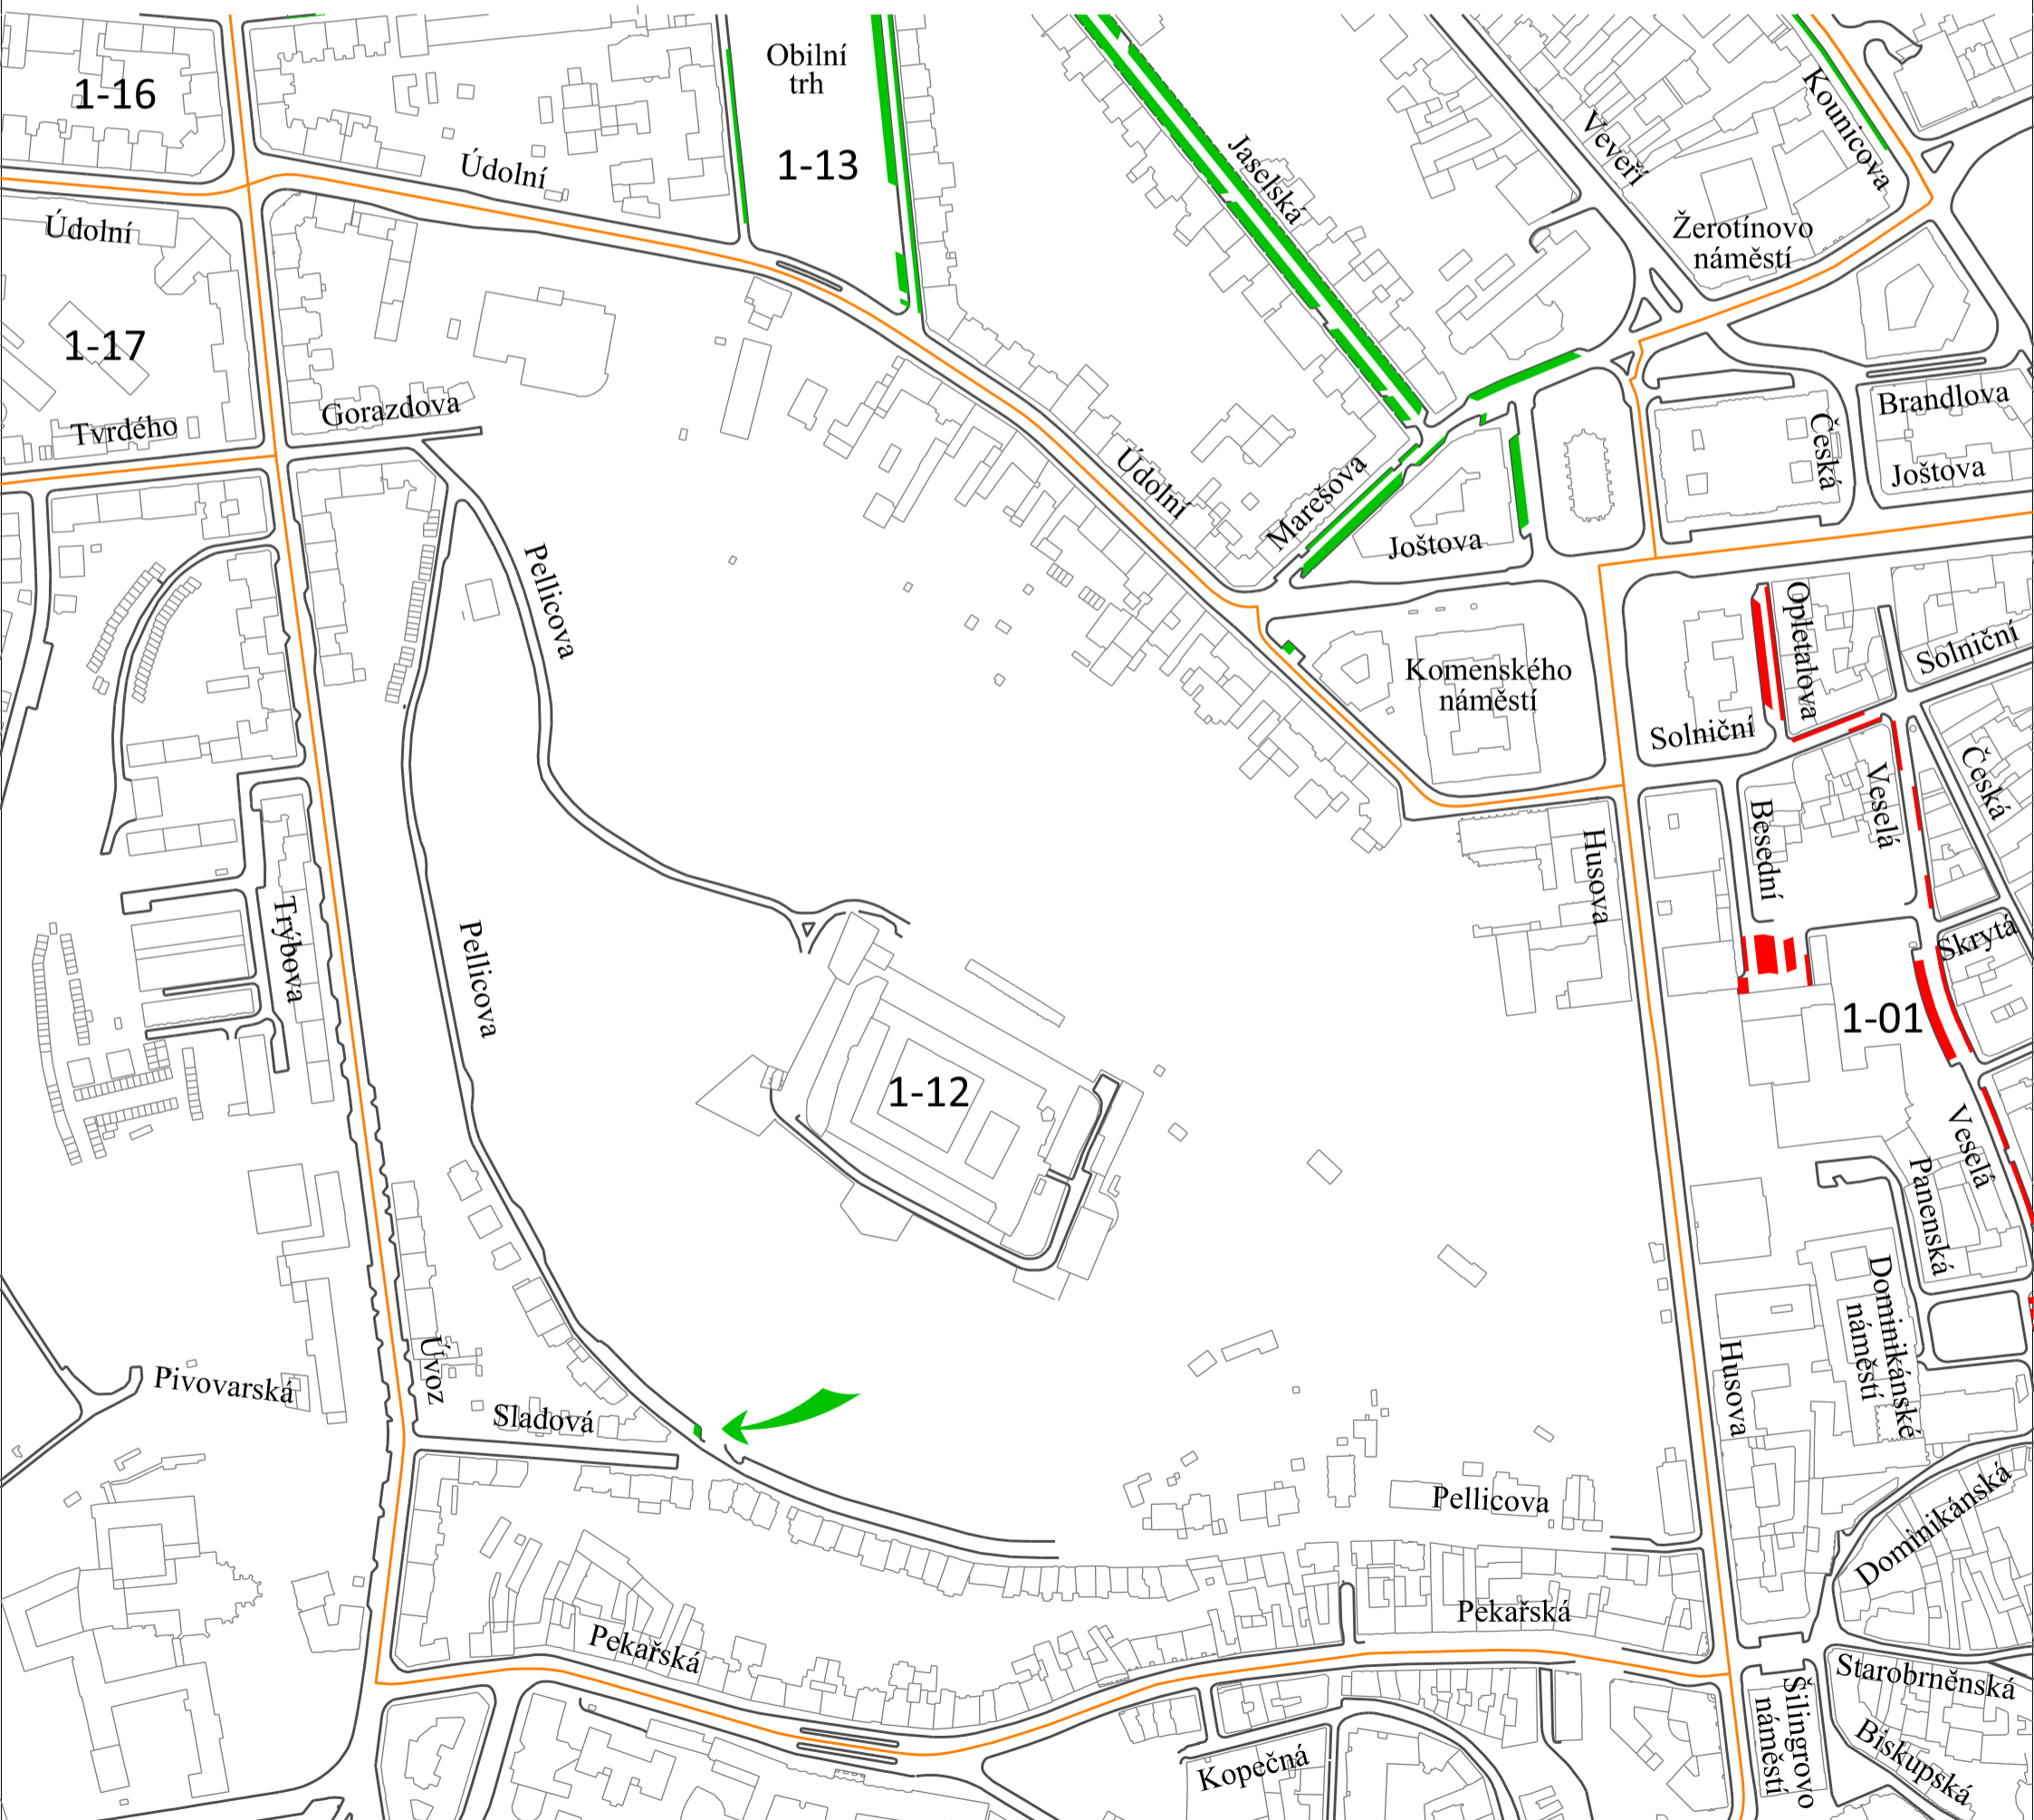 Obilní
trh
1-16
1-13
Údolní
Jaselská
Veveří
Kounicova
Údolní
Žerotínovo
náměstí
1-17
Gorazdova
Tvrdého
Brandlova
Česká
Joštova
Údolní
Marešova
Joštova
Pellicova
Opletalova
Solniční
Komenského
náměstí
Solniční
Česká
Veselá
Besední
Husova
Trýbova
Pellicova
Skrytá
1-01
1-12
Veselá
Panenská
Dominikánské
náměstí
Úvoz
Pivovarská
Husova
Sladová
Pellicova
Dominikánská
Pekařská
Pekařská
Starobrněnská
Šilingrovo
náměstí
Biskupská
Kopečná